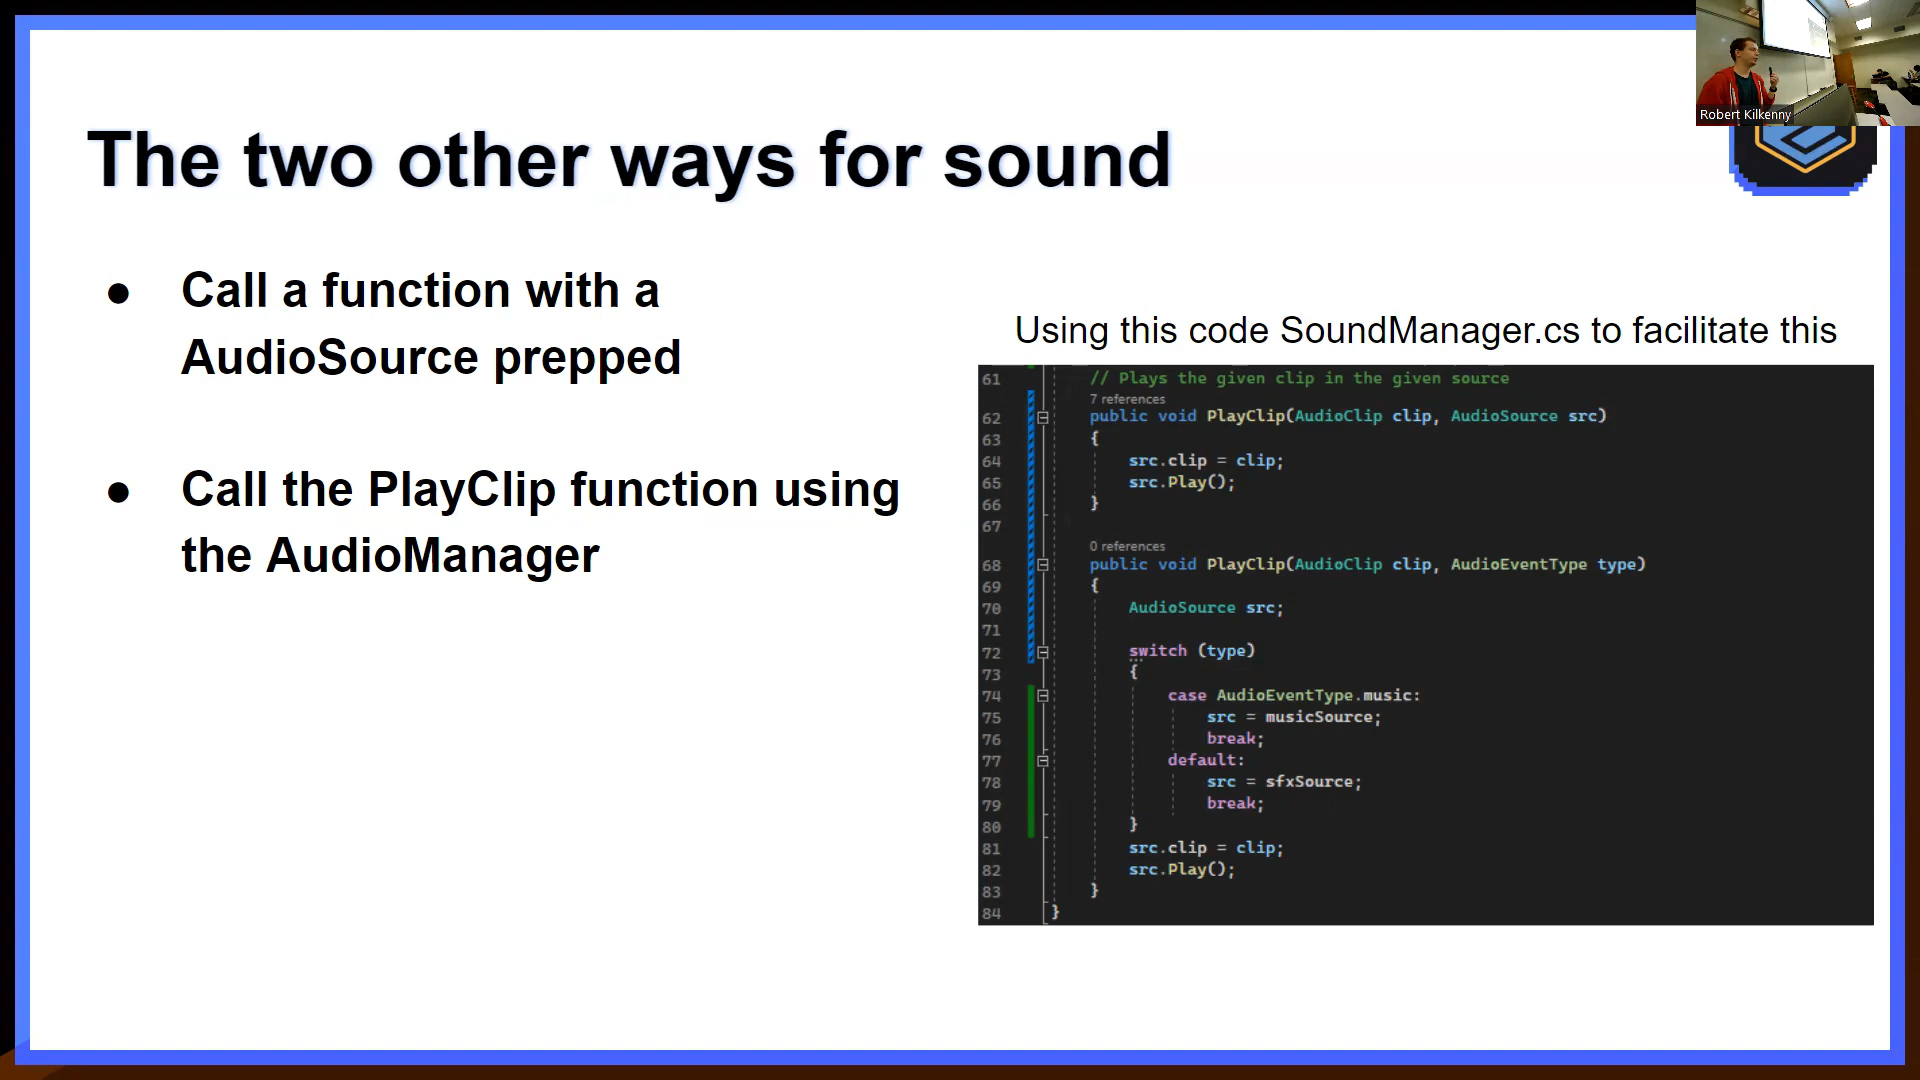 Robert Kilkenny
The two other ways for sound
● Call a function with a
AudioSource prepped
● Call the PlayClip function using
the AudioManager
Using this code SoundManager.cs to facilitate this
61 // Plays the given clip in the given source
7 references
62 public void PlayClip(AudioClip clip, AudioSource src)
63 {
64 src.clip = clip;
65 src.Play();
66 }
67
0 references
68 public void PlayClip(AudioClip clip, AudioEventType type)
69 {
70 AudioSource src;
71
72 switch (type)
73 {
74 case AudioEventType.music:
75 src = musicSource;
76 break;
77 default:
78 src = sfxSource;
79 break;
80 }
81 src.clip = clip;
82 src.Play();
83 }
84 }